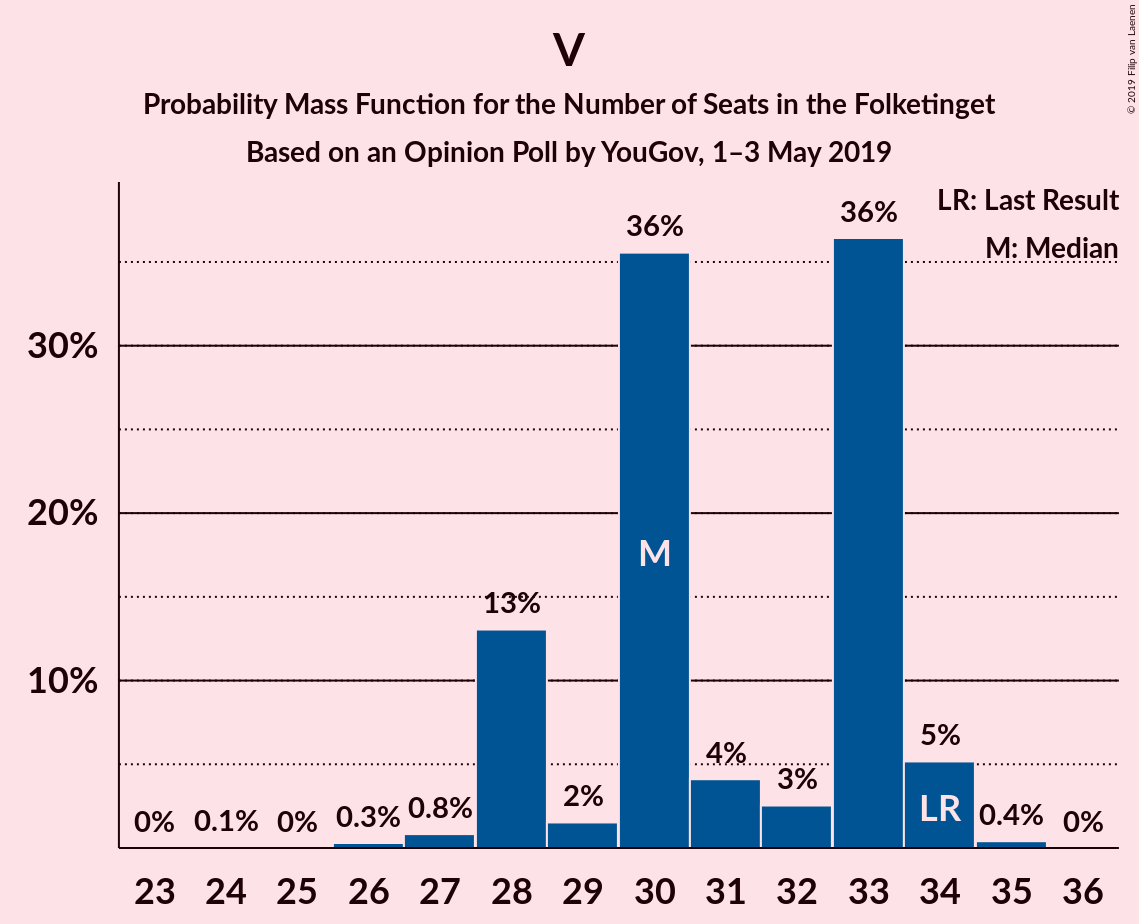 V
Probability Mass Function for the Number of Seats in the Folketinget
Based on an Opinion Poll by YouGov, 1–3 May 2019
© 2019 Filip van Laenen
LR: Last Result
M: Median
30%
20%
10%
0%
0.1%
0%
0.3%
0.8%
13%
2%
36%
4%
3%
36%
5%
0.4%
0%
M
LR
23 24 25 26 27 28 29 30 31 32 33 34 35 36